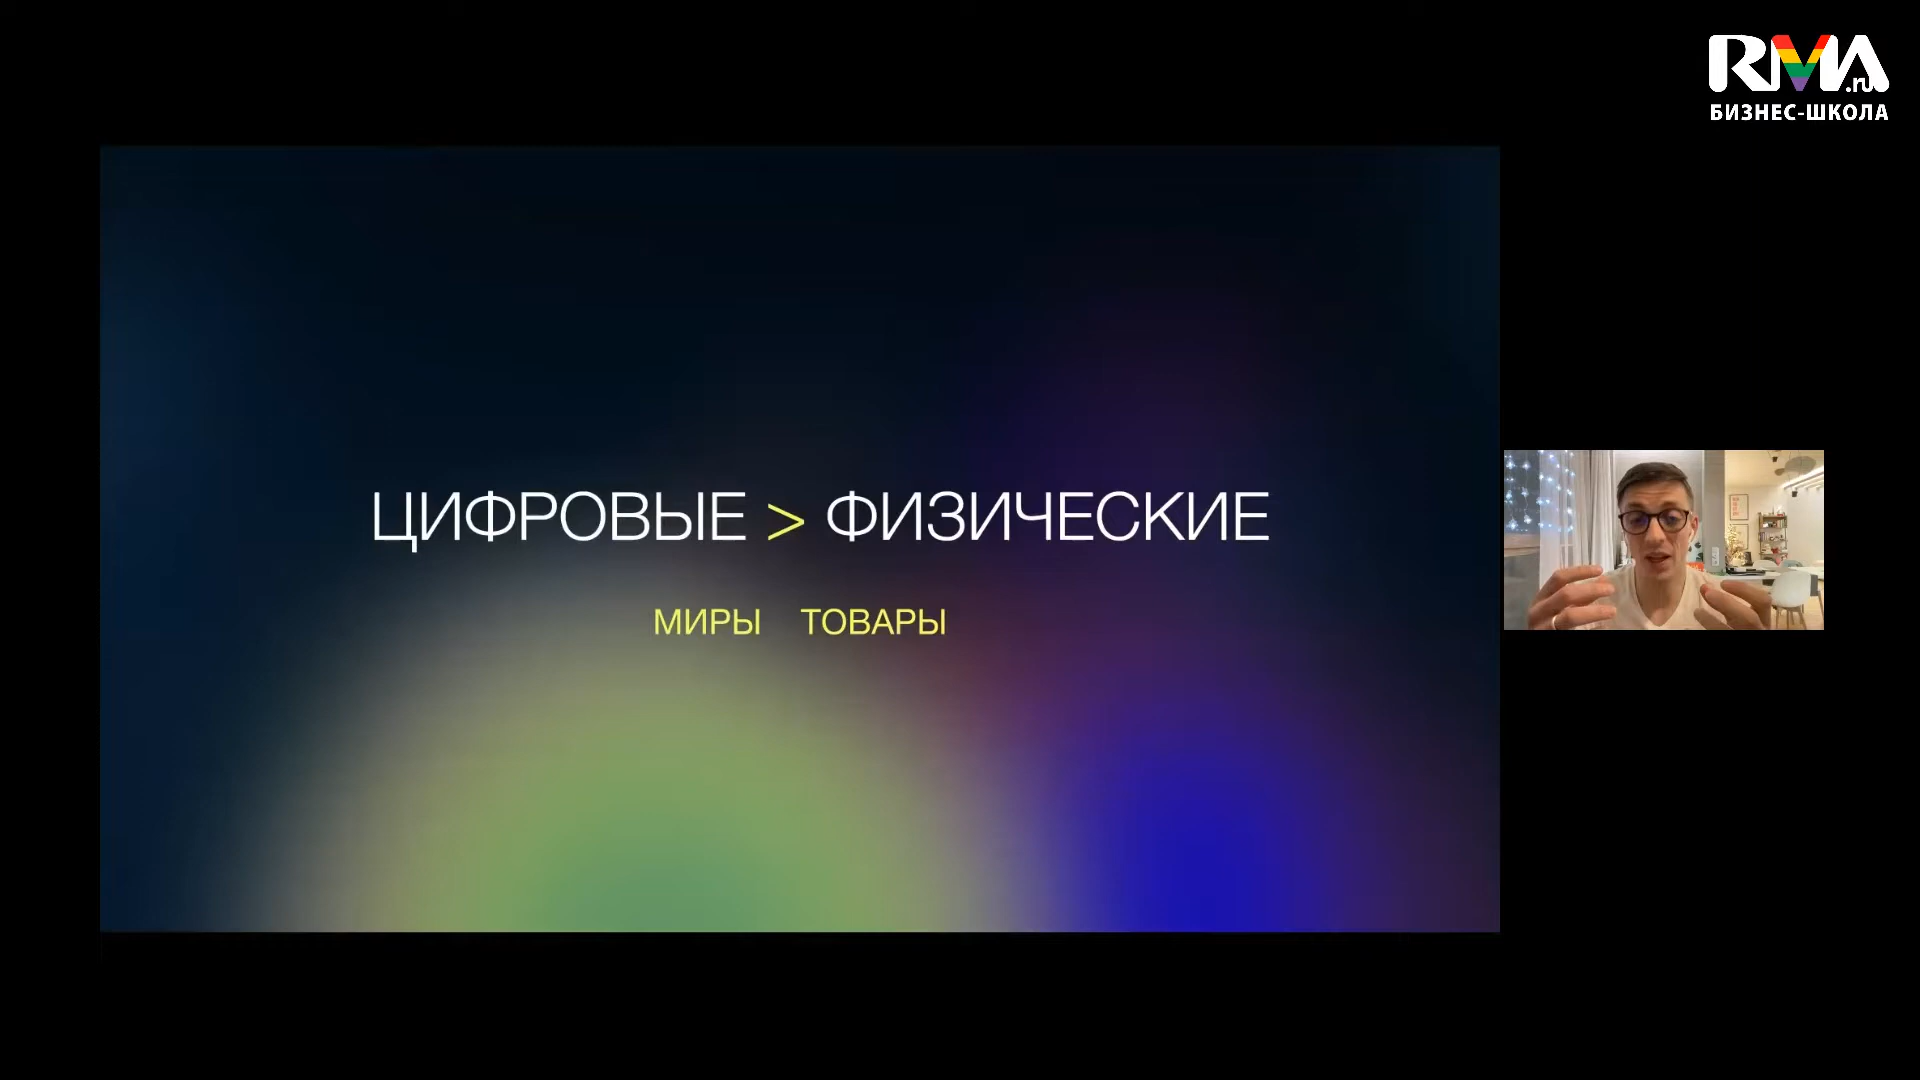 RMA
.ru
БИЗНЕС-ШКОЛА
ЦИФРОВЫЕ > ФИЗИЧЕСКИЕ
МИРЫ ТОВАРЫ